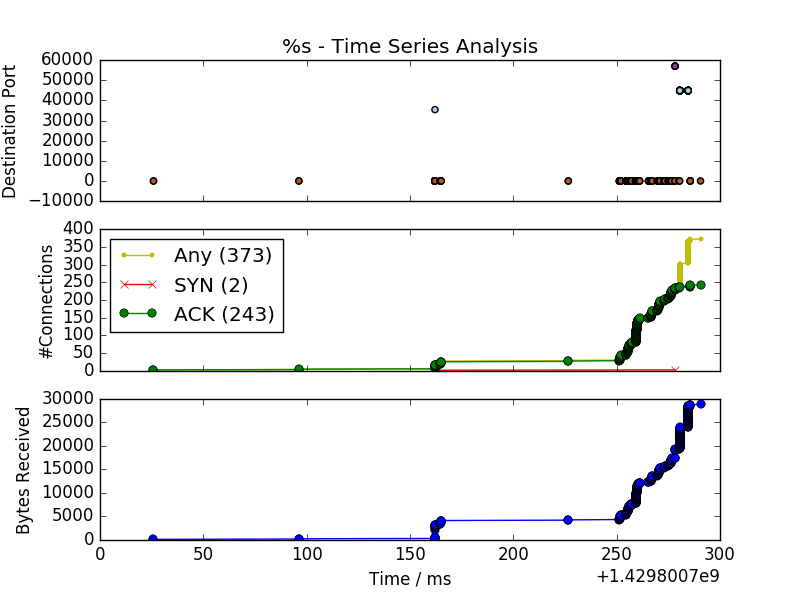 %s - Time Series Analysis
Destination Port
60000
50000
40000
30000
20000
10000
0
−10000
#Connections
400
350
300
250
200
150
100
50
0
Any (373)
SYN (2)
ACK (243)
Bytes Received
30000
25000
20000
15000
10000
5000
0
0 50 100 150 200 250 300
Time / ms
+1.4298007e9